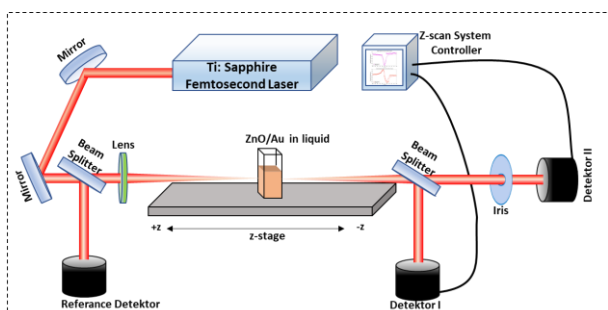 Mirror
Ti: Sapphire
Femtosecond Laser
Z-scan System
Controller
Mirror
Beam
Splitter
Lens
ZnO/Au in liquid
Beam
Splitter
Iris
Detektor II
+z
-z
z-stage
Referance Detektor
Detektor I